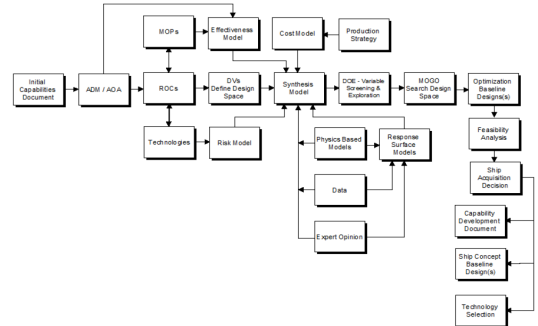 MOPs
Effectiveness
Model
Cost Model
Production
Strategy
Initial
Capabilities
Document
ADM / AOA
ROCs
DVs
Define Design
Space
Synthesis
Model
DOE - Variable
Screening &
Exploration
MOGO
Search Design
Space
Optimization
Baseline
Designs(s)
Technologies
Risk Model
Physics Based
Models
Response
Surface
Models
Feasibility
Analysis
Data
Ship
Acquisition
Decision
Expert Opinion
Capability
Development
Document
Ship Concept
Baseline
Design(s)
Technology
Selection